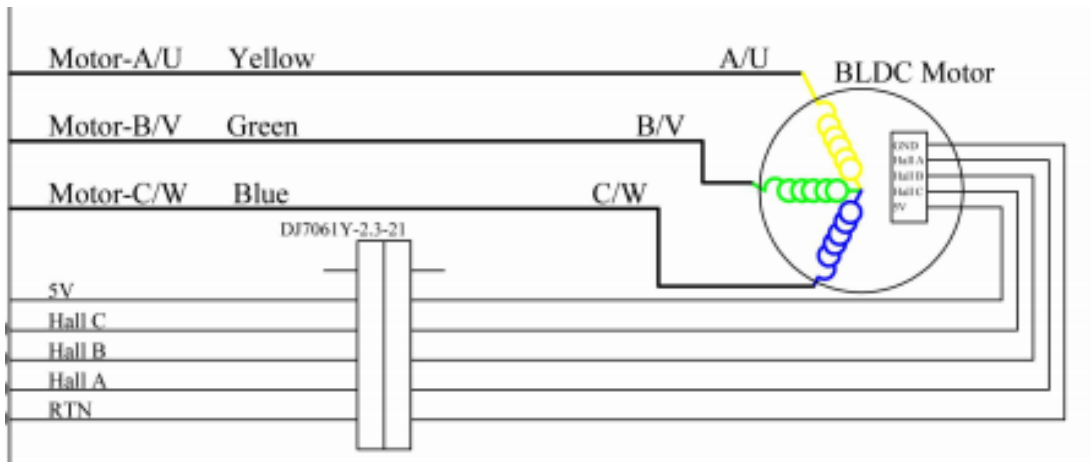 Motor-A/U Yellow A/U
BLDC Motor
Motor-B/V Green B/V
Motor-C/W Blue C/W
GND
Hall A
Hall B
Hall C
5V
DJ7061Y-2.3-21
5V
Hall C
Hall B
Hall A
RTN